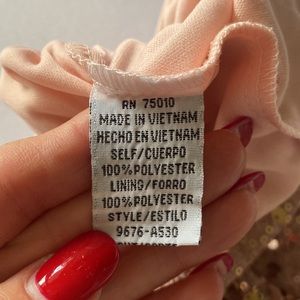 RN 75010
MADE IN VIETNAM
HECHO EN VIETNAM
SELF/CUERPO
100% POLYESTER
LINING/FORRO
100% POLYESTER
STYLE/ESTILO
9676-A530